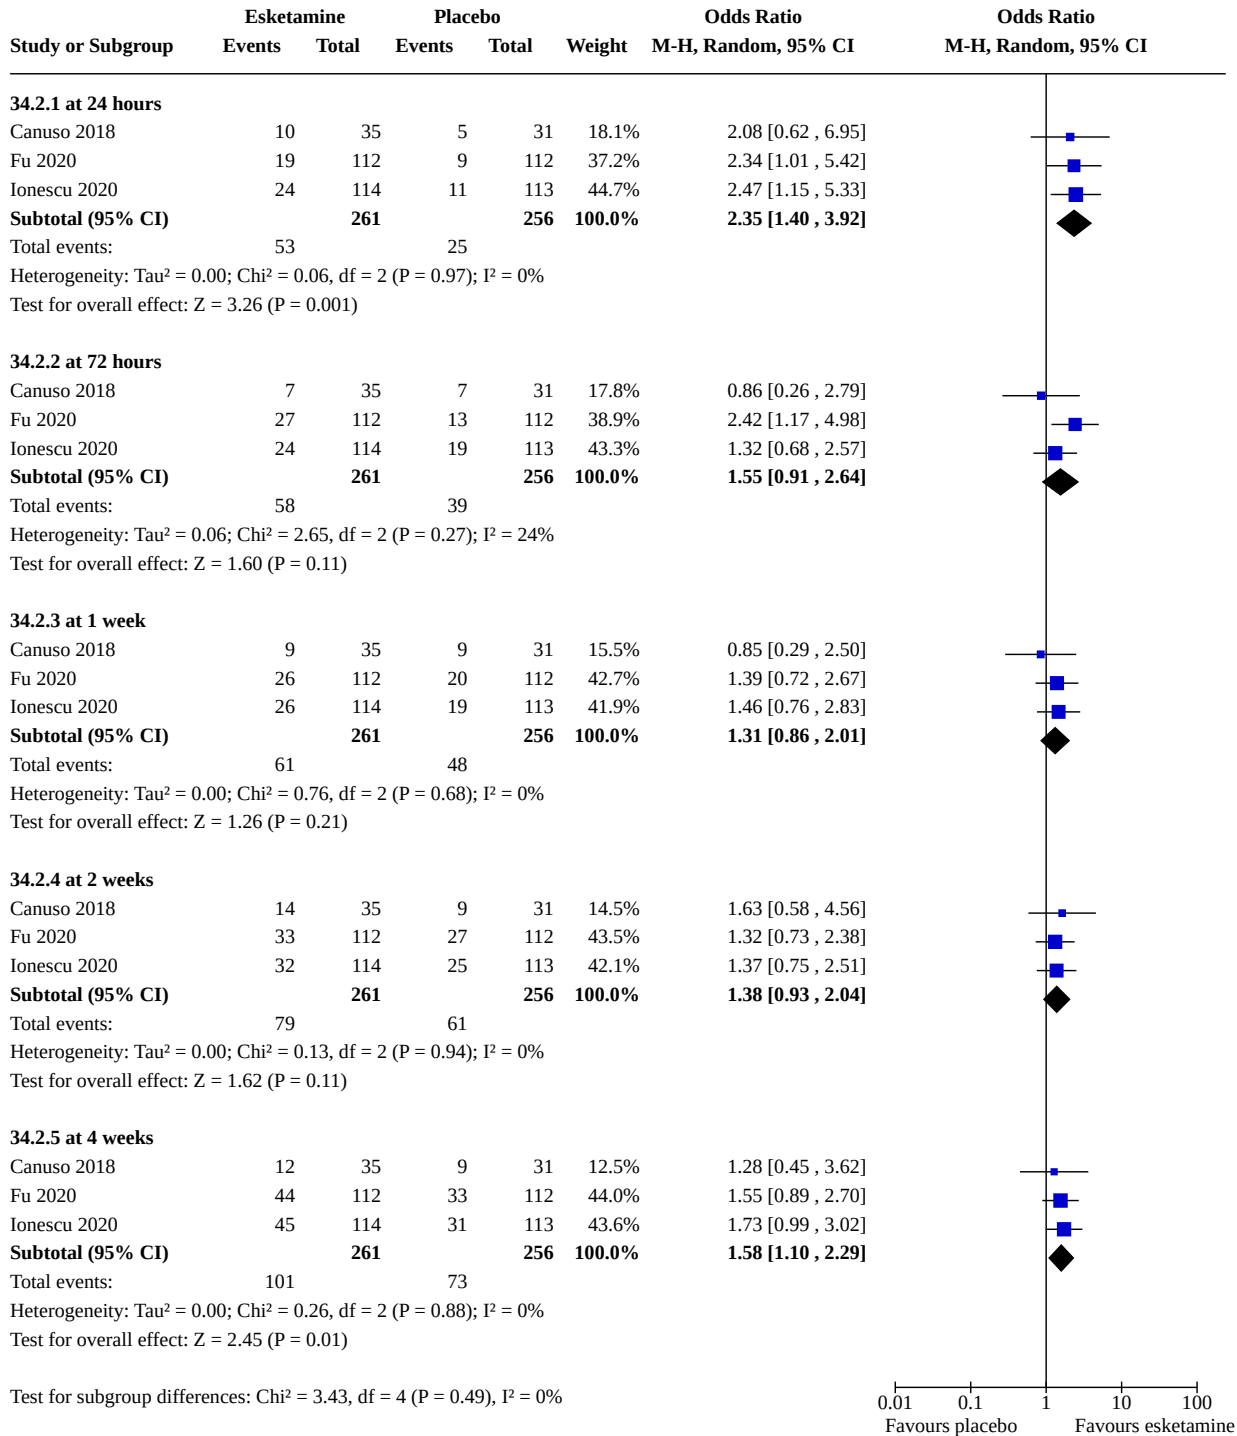 Esketamine Placebo Odds Ratio Odds Ratio
Study or Subgroup Events Total Events Total Weight M-H, Random, 95% CI M-H, Random, 95% CI
34.2.1 at 24 hours
Canuso 2018 10 35 5 31 18.1% 2.08 [0.62 , 6.95]
Fu 2020 19 112 9 112 37.2% 2.34 [1.01 , 5.42]
Ionescu 2020 24 114 11 113 44.7% 2.47 [1.15 , 5.33]
Subtotal (95% CI) 261 256 100.0% 2.35 [1.40 , 3.92]
Total events: 53 25
Heterogeneity: Tau² = 0.00; Chi² = 0.06, df = 2 (P = 0.97); I² = 0%
Test for overall effect: Z = 3.26 (P = 0.001)
34.2.2 at 72 hours
Canuso 2018 7 35 7 31 17.8% 0.86 [0.26 , 2.79]
Fu 2020 27 112 13 112 38.9% 2.42 [1.17 , 4.98]
Ionescu 2020 24 114 19 113 43.3% 1.32 [0.68 , 2.57]
Subtotal (95% CI) 261 256 100.0% 1.55 [0.91 , 2.64]
Total events: 58 39
Heterogeneity: Tau² = 0.06; Chi² = 2.65, df = 2 (P = 0.27); I² = 24%
Test for overall effect: Z = 1.60 (P = 0.11)
34.2.3 at 1 week
Canuso 2018 9 35 9 31 15.5% 0.85 [0.29 , 2.50]
Fu 2020 26 112 20 112 42.7% 1.39 [0.72 , 2.67]
Ionescu 2020 26 114 19 113 41.9% 1.46 [0.76 , 2.83]
Subtotal (95% CI) 261 256 100.0% 1.31 [0.86 , 2.01]
Total events: 61 48
Heterogeneity: Tau² = 0.00; Chi² = 0.76, df = 2 (P = 0.68); I² = 0%
Test for overall effect: Z = 1.26 (P = 0.21)
34.2.4 at 2 weeks
Canuso 2018 14 35 9 31 14.5% 1.63 [0.58 , 4.56]
Fu 2020 33 112 27 112 43.5% 1.32 [0.73 , 2.38]
Ionescu 2020 32 114 25 113 42.1% 1.37 [0.75 , 2.51]
Subtotal (95% CI) 261 256 100.0% 1.38 [0.93 , 2.04]
Total events: 79 61
Heterogeneity: Tau² = 0.00; Chi² = 0.13, df = 2 (P = 0.94); I² = 0%
Test for overall effect: Z = 1.62 (P = 0.11)
34.2.5 at 4 weeks
Canuso 2018 12 35 9 31 12.5% 1.28 [0.45 , 3.62]
Fu 2020 44 112 33 112 44.0% 1.55 [0.89 , 2.70]
Ionescu 2020 45 114 31 113 43.6% 1.73 [0.99 , 3.02]
Subtotal (95% CI) 261 256 100.0% 1.58 [1.10 , 2.29]
Total events: 101 73
Heterogeneity: Tau² = 0.00; Chi² = 0.26, df = 2 (P = 0.88); I² = 0%
Test for overall effect: Z = 2.45 (P = 0.01)
Test for subgroup differences: Chi² = 3.43, df = 4 (P = 0.49), I² = 0%
0.01 0.1 1 10 100
Favours placebo Favours esketamine